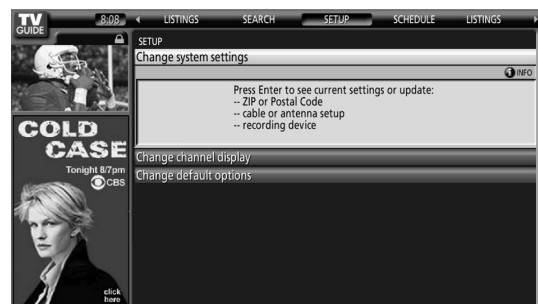 TV
GUIDE
8:08
LISTINGS SEARCH SETUP SCHEDULE LISTINGS
SETUP
Change system settings
INFO
Press Enter to see current settings or update:
-- ZIP or Postal Code
-- cable or antenna setup
-- recording device
Change channel display
Change default options
COLD
CASE
Tonight 8/7pm
CBS
click
here